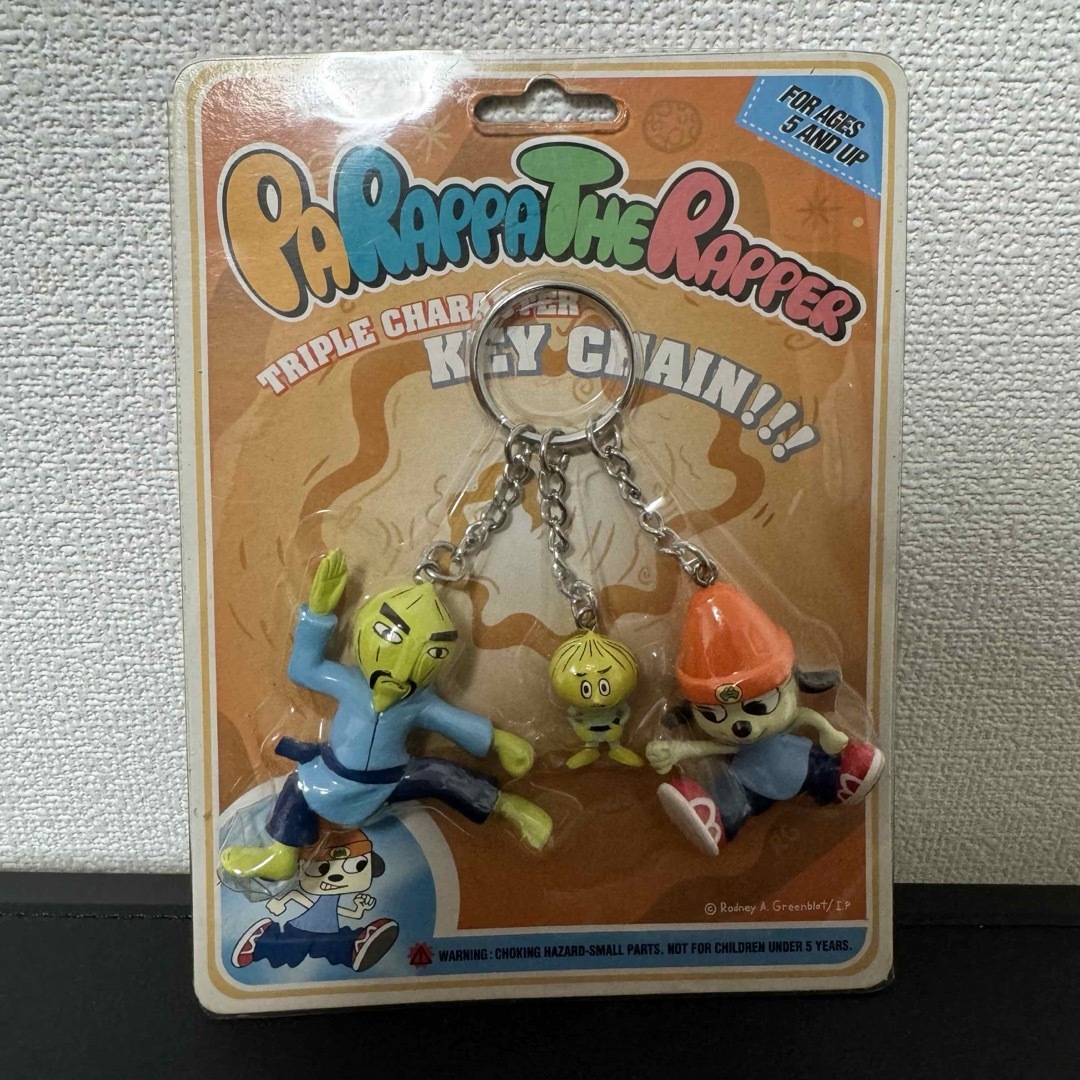 FOR AGES
5 AND UP
PARAPPA THE RAPPER
TRIPLE CHARACTER
KEY CHAIN!!!
© Rodney A. Greenblat/I.P
WARNING: CHOKING HAZARD-SMALL PARTS. NOT FOR CHILDREN UNDER 5 YEARS.